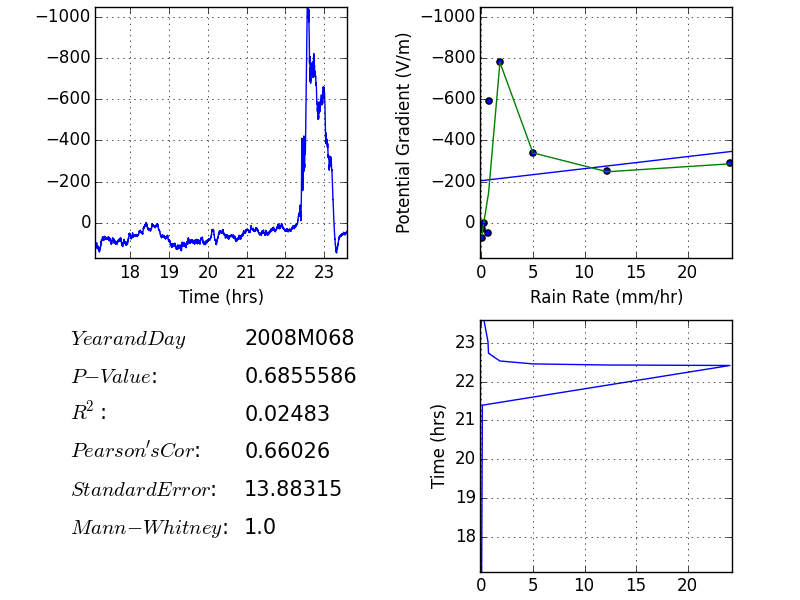 −1000
−800
−600
−400
−200
0
18 19 20 21 22 23
Time (hrs)
Potential Gradient (V/m)
−1000
−800
−600
−400
−200
0
0 5 10 15 20
Rain Rate (mm/hr)
YearandDay 2008M068
P−Value: 0.6855586
R²: 0.02483
Pearson'sCor: 0.66026
StandardError: 13.88315
Mann−Whitney: 1.0
Time (hrs)
23
22
21
20
19
18
0 5 10 15 20